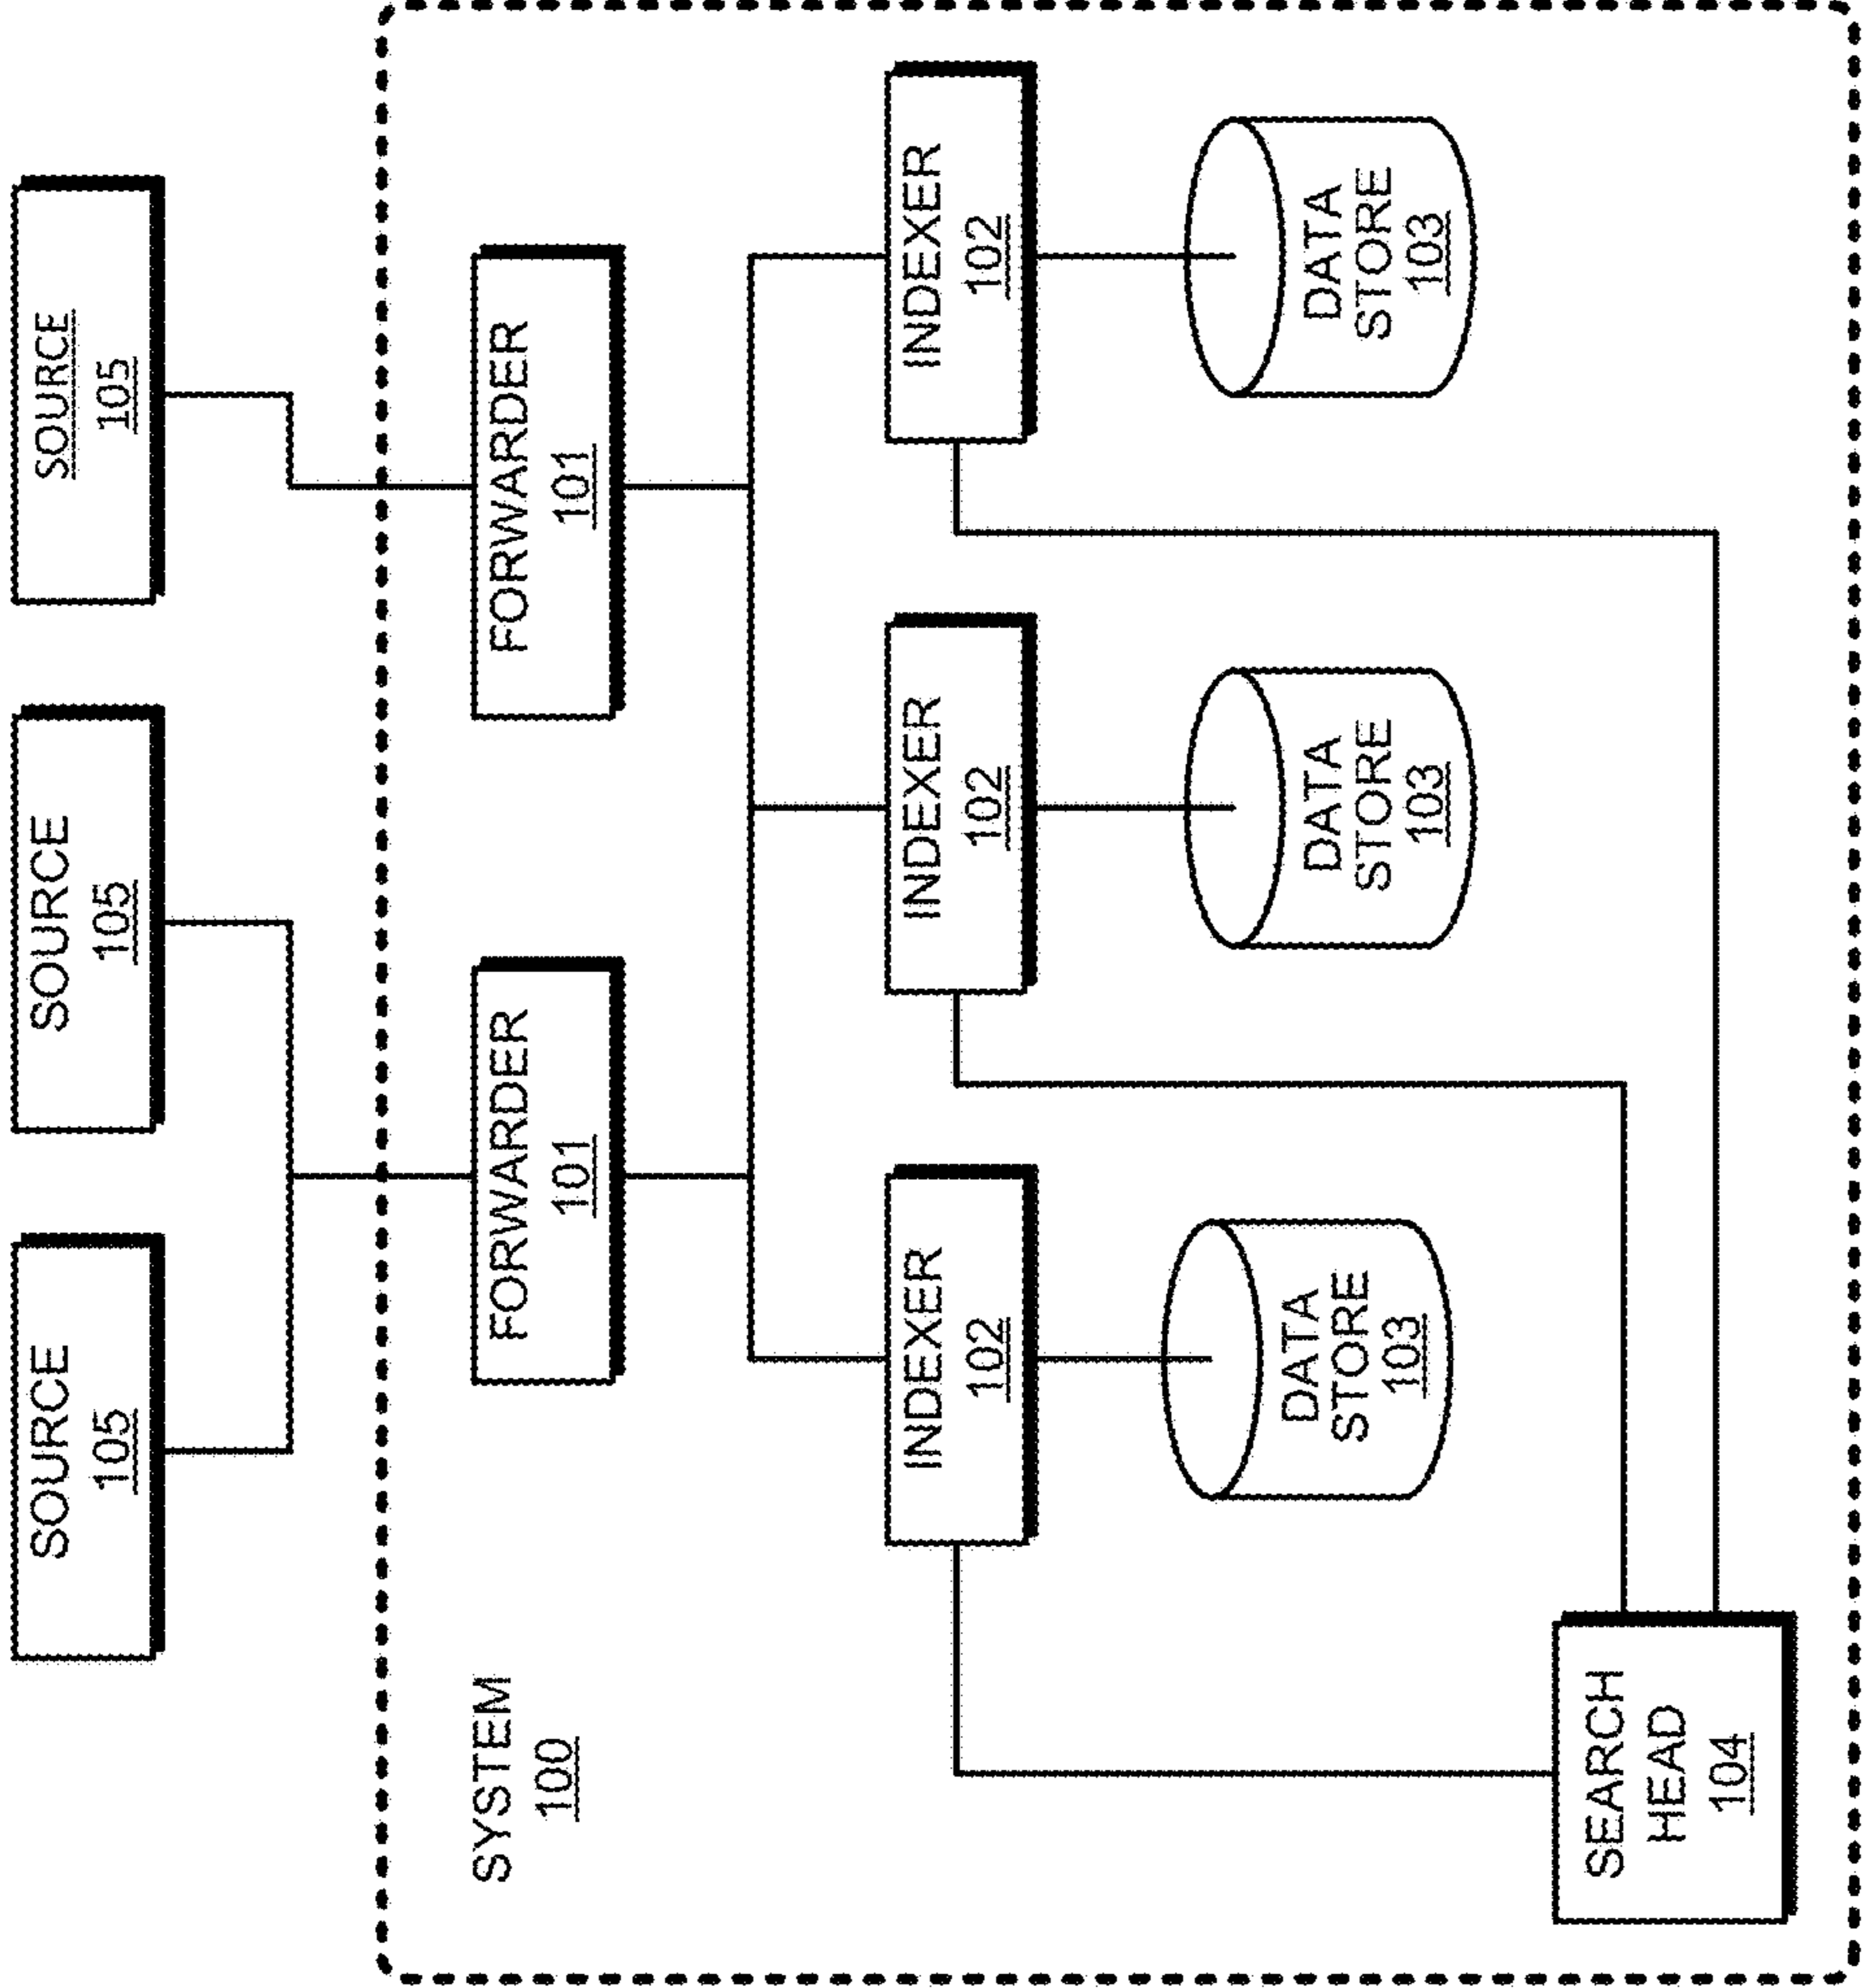 SOURCE
105
SOURCE
105
SOURCE
105
SYSTEM
100
FORWARDER
101
FORWARDER
101
INDEXER
102
INDEXER
102
INDEXER
102
DATA
STORE
103
DATA
STORE
103
DATA
STORE
103
SEARCH
HEAD
104